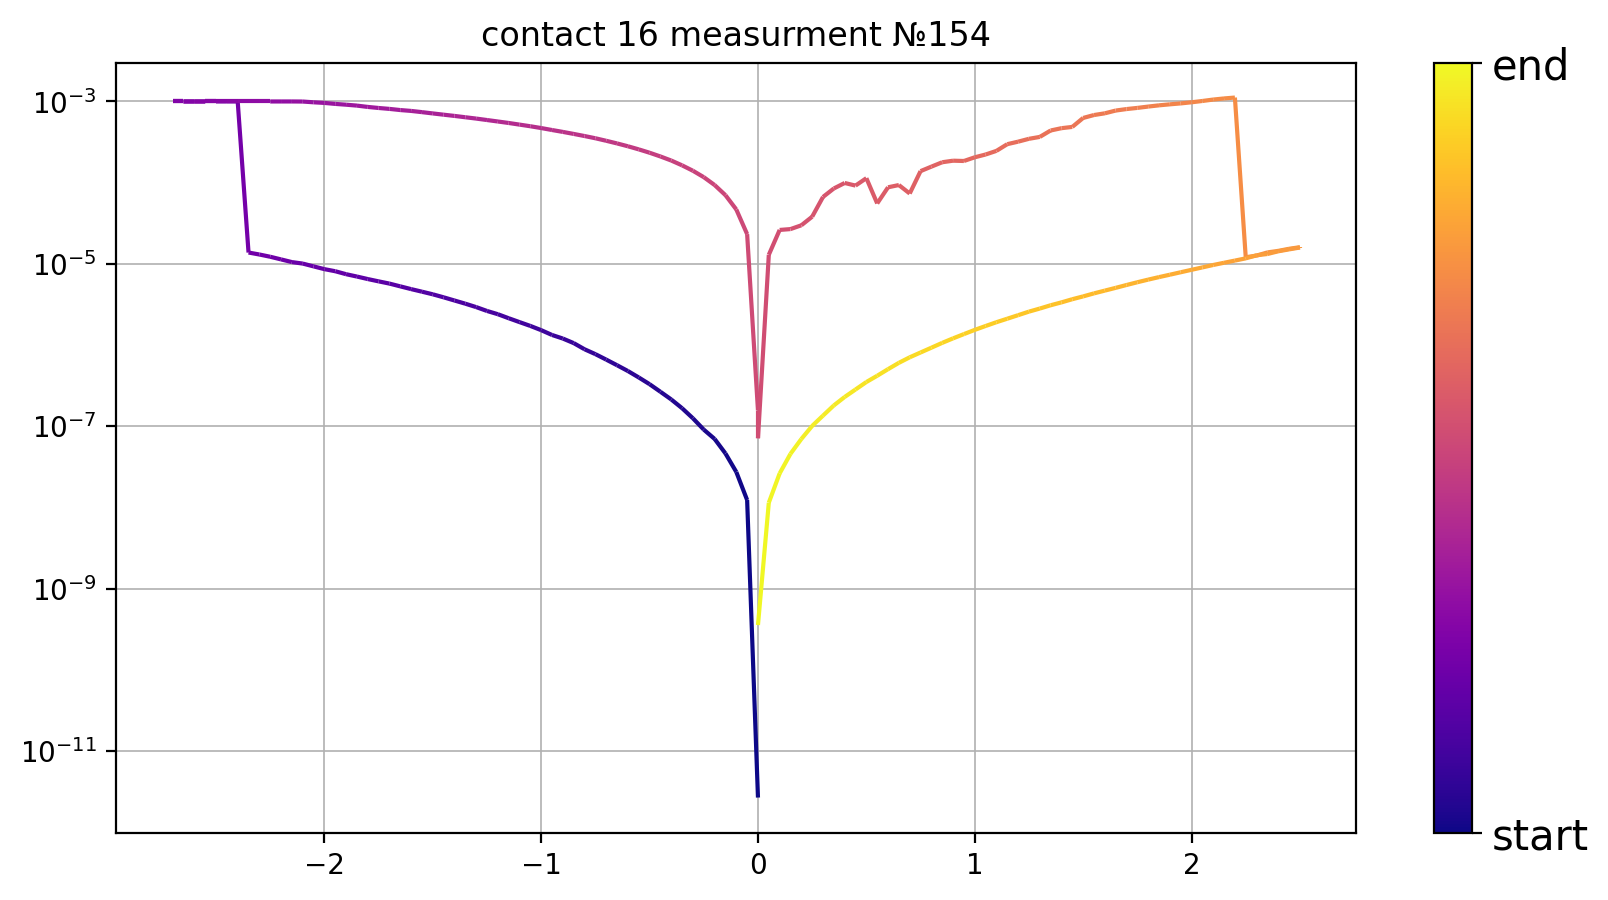 contact 16 measurment №154
10⁻³
10⁻⁵
10⁻⁷
10⁻⁹
10⁻¹¹
−2 −1 0 1 2
end
start